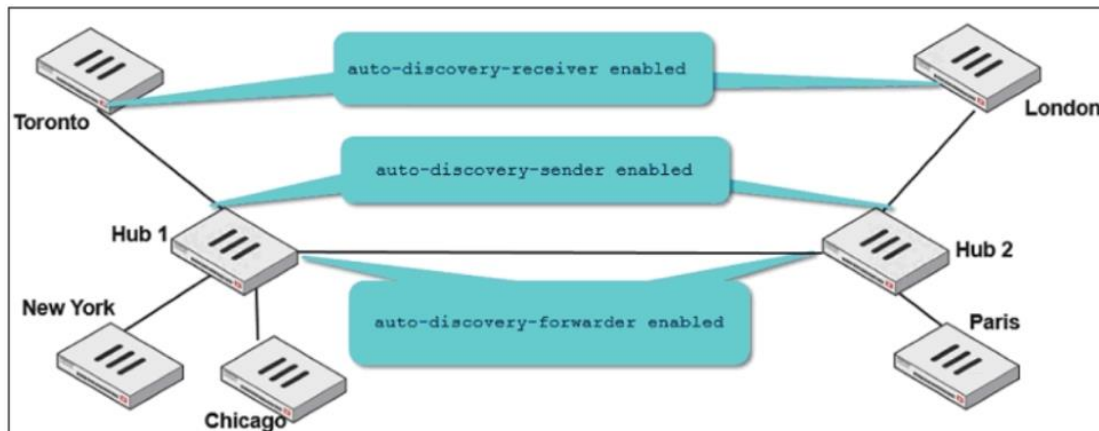 auto-discovery-receiver enabled
Toronto
London
auto-discovery-sender enabled
Hub 1
Hub 2
New York
auto-discovery-forwarder enabled
Paris
Chicago